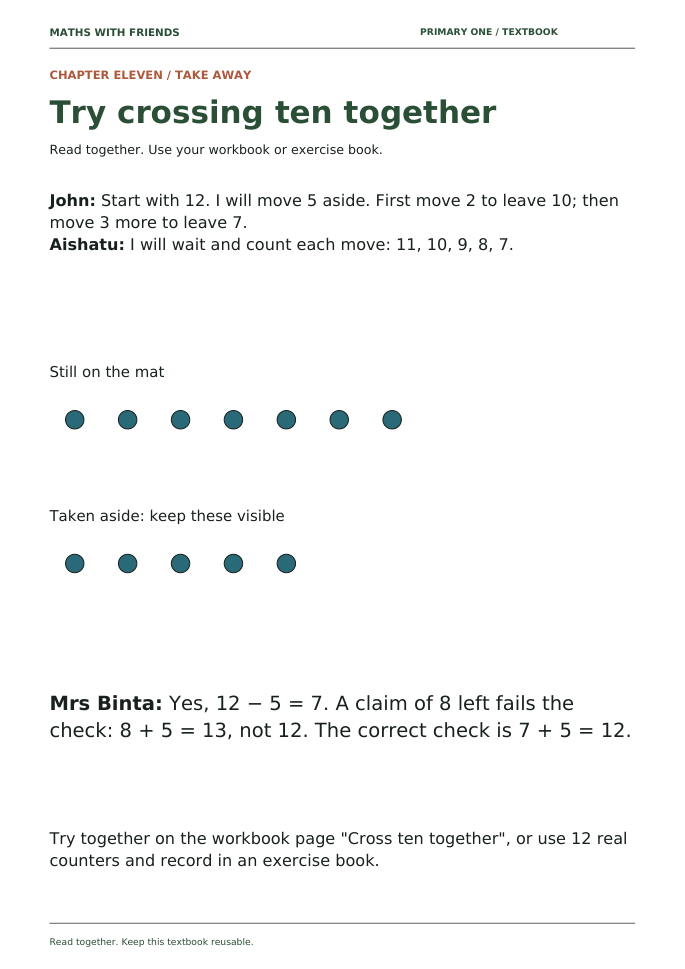 MATHS WITH FRIENDS
PRIMARY ONE / TEXTBOOK
CHAPTER ELEVEN / TAKE AWAY
Try crossing ten together
Read together. Use your workbook or exercise book.
John: Start with 12. I will move 5 aside. First move 2 to leave 10; then
move 3 more to leave 7.
Aishatu: I will wait and count each move: 11, 10, 9, 8, 7.
Still on the mat
Taken aside: keep these visible
Mrs Binta: Yes, 12 − 5 = 7. A claim of 8 left fails the
check: 8 + 5 = 13, not 12. The correct check is 7 + 5 = 12.
Try together on the workbook page "Cross ten together", or use 12 real
counters and record in an exercise book.
Read together. Keep this textbook reusable.